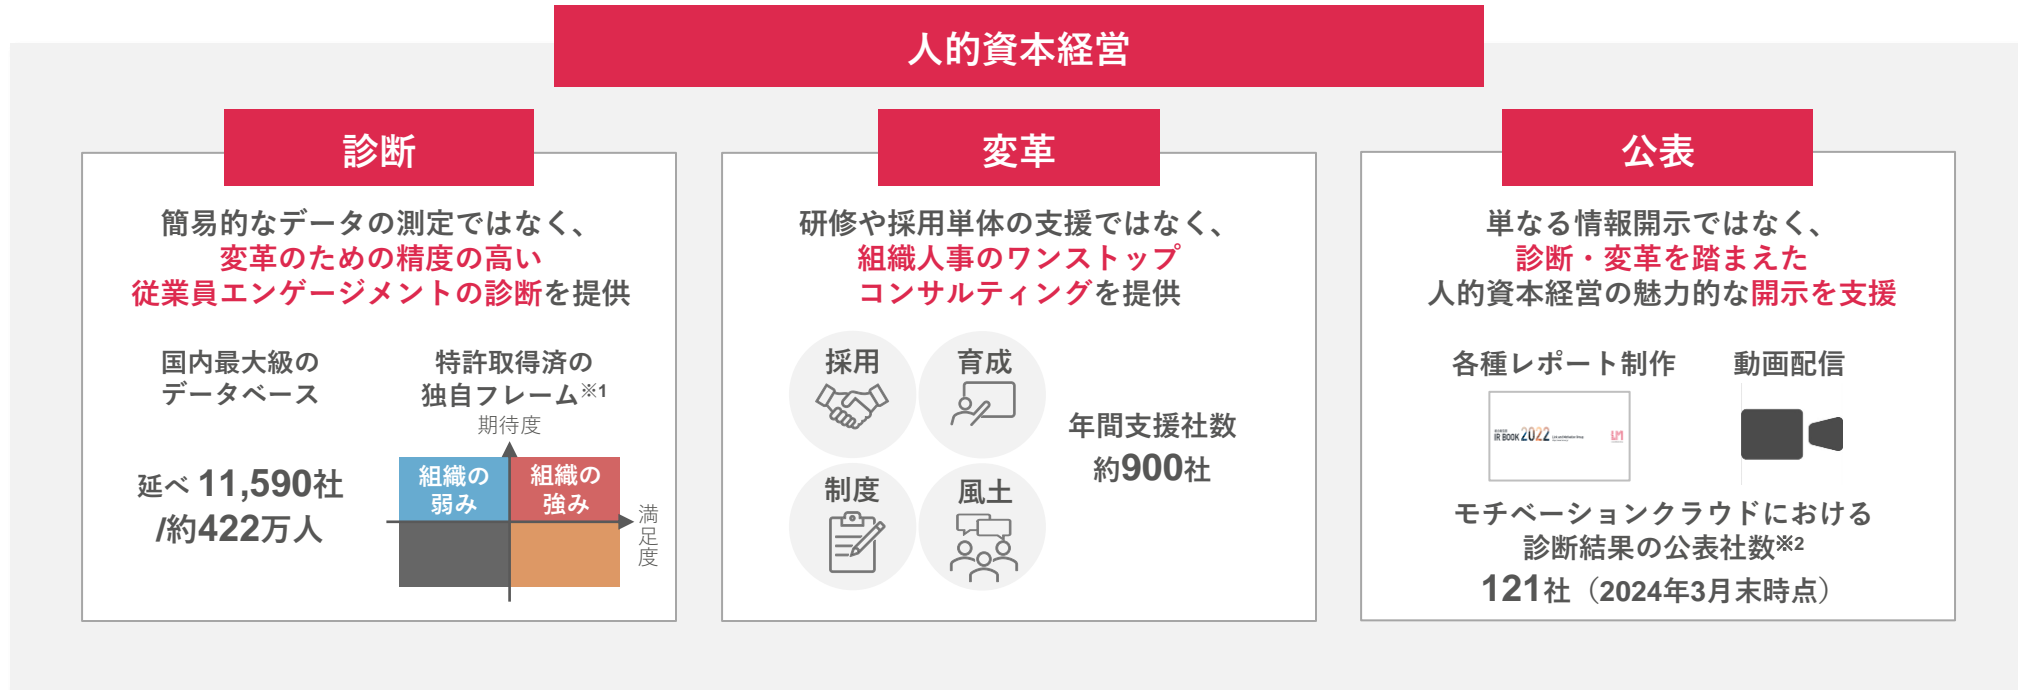 人的資本経営
診断
簡易的なデータの測定ではなく、
変革のための精度の高い
従業員エンゲージメントの診断を提供
国内最大級の
データベース
延べ 11,590社
/約422万人
特許取得済の
独自フレーム※1
期待度
組織の
弱み
組織の
強み
満足度
変革
研修や採用単体の支援ではなく、
組織人事のワンストップ
コンサルティングを提供
採用
育成
制度
風土
年間支援社数
約900社
公表
単なる情報開示ではなく、
診断・変革を踏まえた
人的資本経営の魅力的な開示を支援
各種レポート制作
動画配信
IR BOOK 2022
モチベーションクラウドにおける
診断結果の公表社数※2
121社（2024年3月末時点）